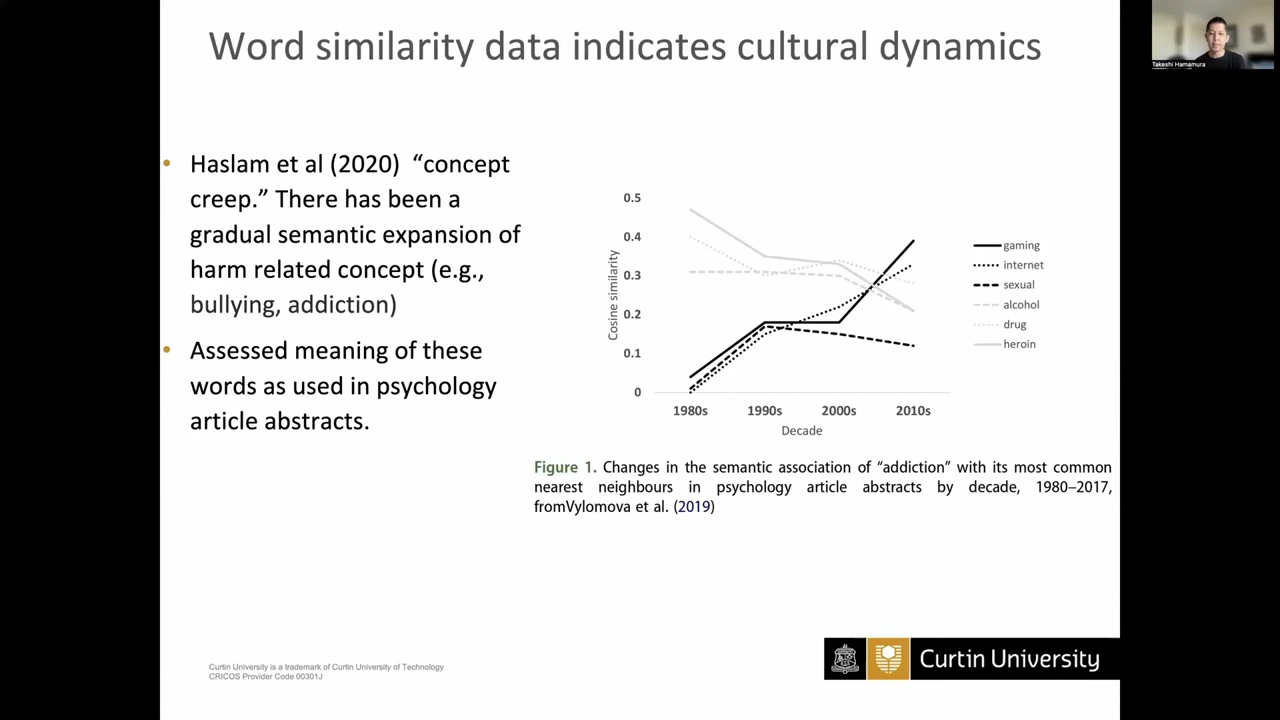 Word similarity data indicates cultural dynamics
Takeshi Hamamura
• Haslam et al (2020) “concept
creep.” There has been a
gradual semantic expansion of
harm related concept (e.g.,
bullying, addiction)
• Assessed meaning of these
words as used in psychology
article abstracts.
0.5
0.4
0.3
0.2
0.1
0
Cosine similarity
1980s 1990s 2000s 2010s
Decade
gaming
internet
sexual
alcohol
drug
heroin
Figure 1. Changes in the semantic association of “addiction” with its most common
nearest neighbours in psychology article abstracts by decade, 1980–2017,
fromVylomova et al. (2019)
Curtin University is a trademark of Curtin University of Technology
CRICOS Provider Code 00301J
Curtin University